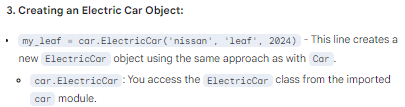 3. Creating an Electric Car Object:
• my_leaf = car.ElectricCar('nissan', 'leaf', 2024) - This line creates a
new ElectricCar object using the same approach as with Car.
○ car.ElectricCar: You access the ElectricCar class from the imported
car module.